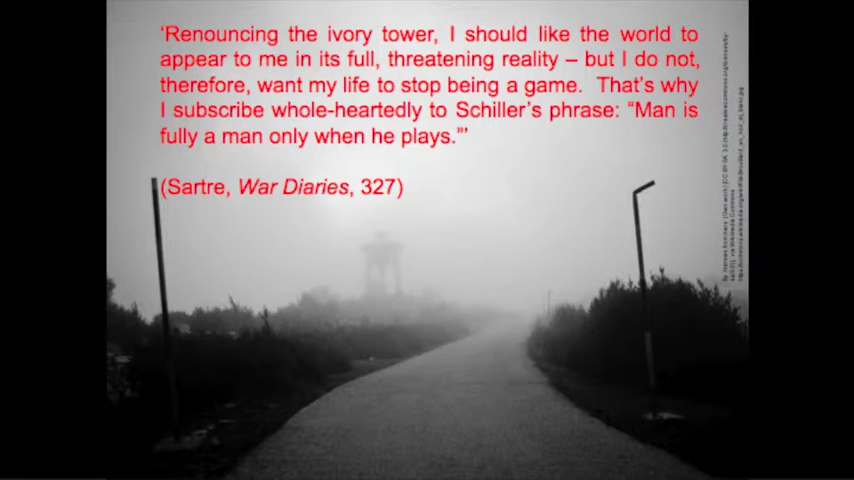 ‘Renouncing the ivory tower, I should like the world to
appear to me in its full, threatening reality – but I do not,
therefore, want my life to stop being a game.  That’s why
I subscribe whole-heartedly to Schiller’s phrase: “Man is
fully a man only when he plays.”’
(Sartre, War Diaries, 327)